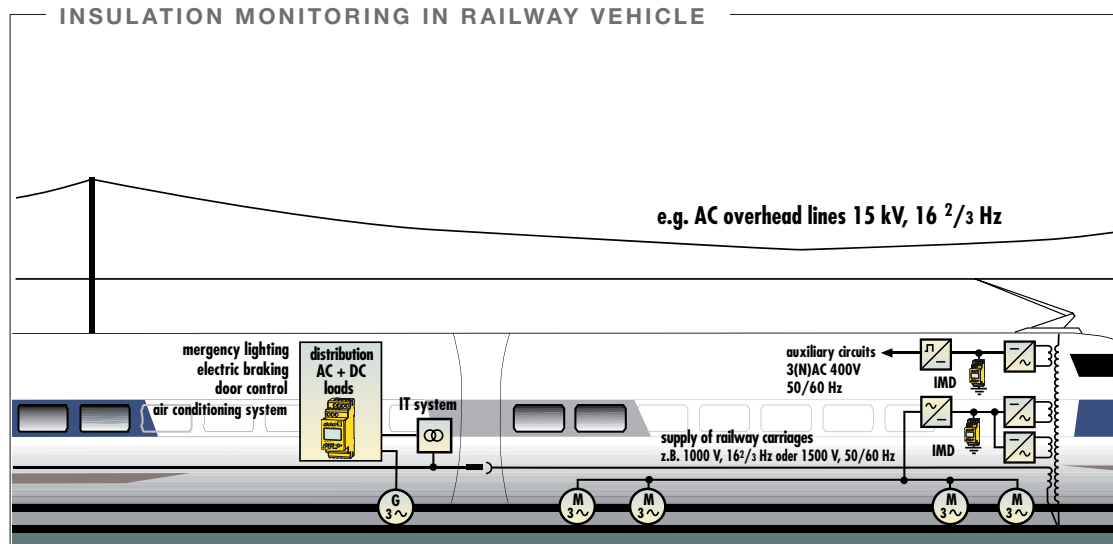 INSULATION MONITORING IN RAILWAY VEHICLE
e.g. AC overhead lines 15 kV, 16 2/3 Hz
mergency lighting
electric braking
door control
air conditioning system
distribution
AC + DC
loads
IT system
auxiliary circuits
3(N)AC 400V
50/60 Hz
IMD
supply of railway carriages
z.B. 1000 V, 16 2/3 Hz oder 1500 V, 50/60 Hz
IMD
G
3
M
3
M
3
M
3
M
3